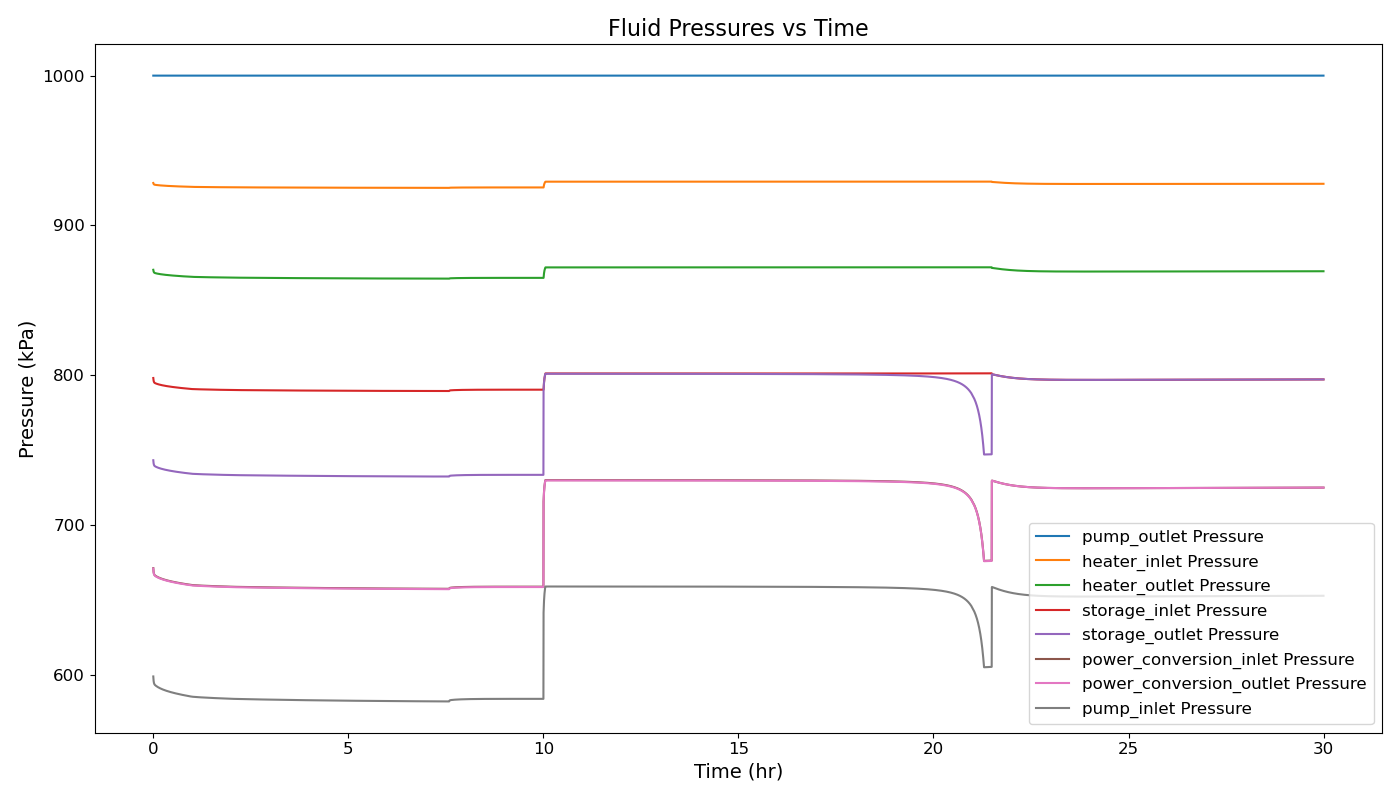 Fluid Pressures vs Time
Pressure (kPa)
1000
900
800
700
600
pump_outlet Pressure
heater_inlet Pressure
heater_outlet Pressure
storage_inlet Pressure
storage_outlet Pressure
power_conversion_inlet Pressure
power_conversion_outlet Pressure
pump_inlet Pressure
0 5 10 15 20 25 30
Time (hr)